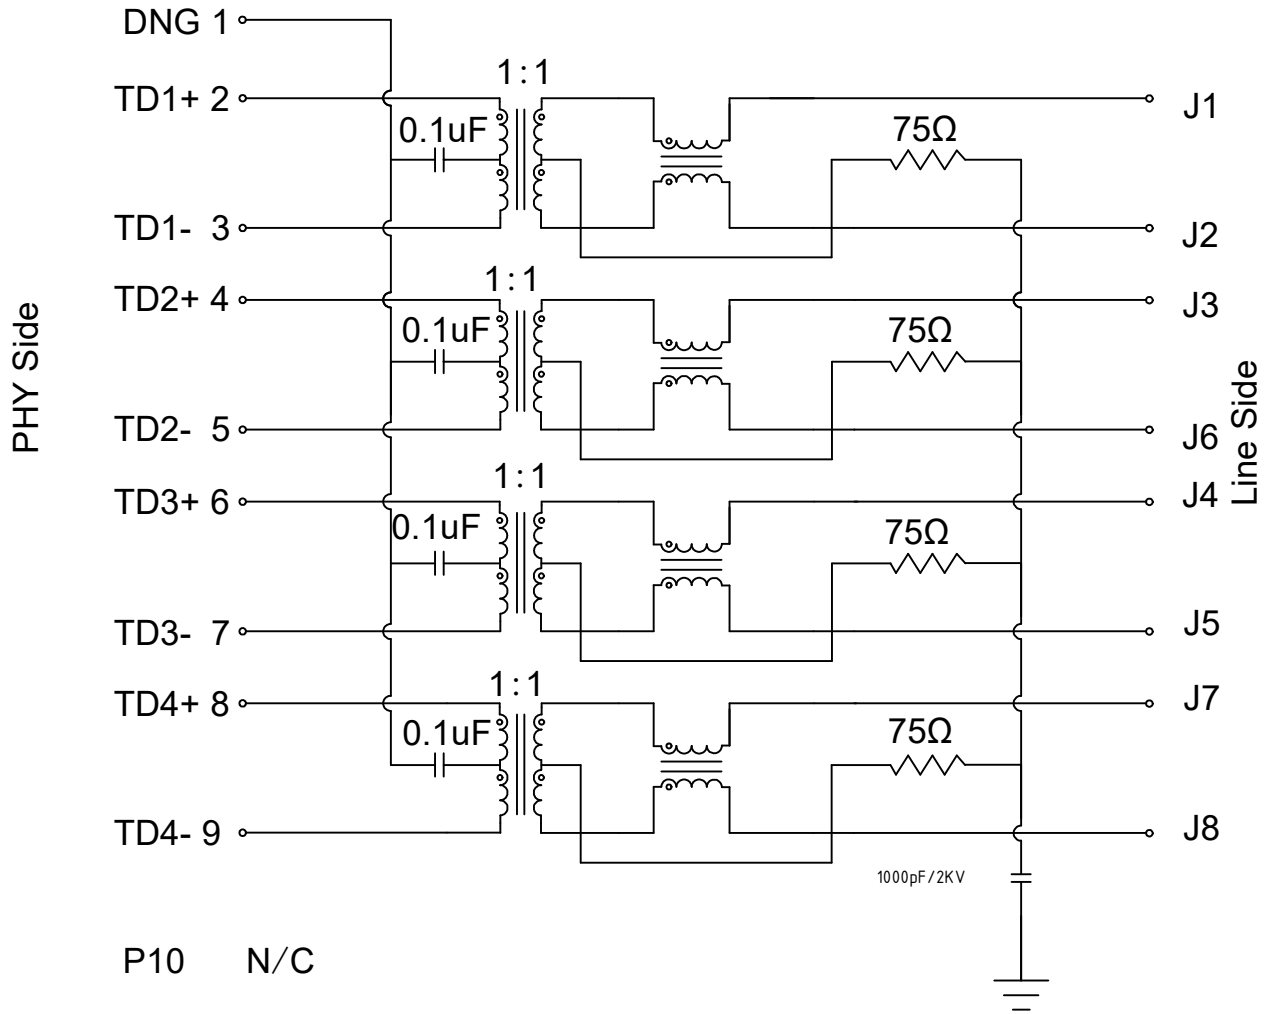 DNG 1
1:1
TD1+ 2
J1
0.1uF
75Ω
TD1- 3
J2
1:1
TD2+ 4
J3
0.1uF
75Ω
PHY Side
TD2- 5
J6
Line Side
1:1
TD3+ 6
J4
0.1uF
75Ω
TD3- 7
J5
1:1
TD4+ 8
J7
0.1uF
75Ω
TD4- 9
J8
1000pF/2KV
P10 N/C